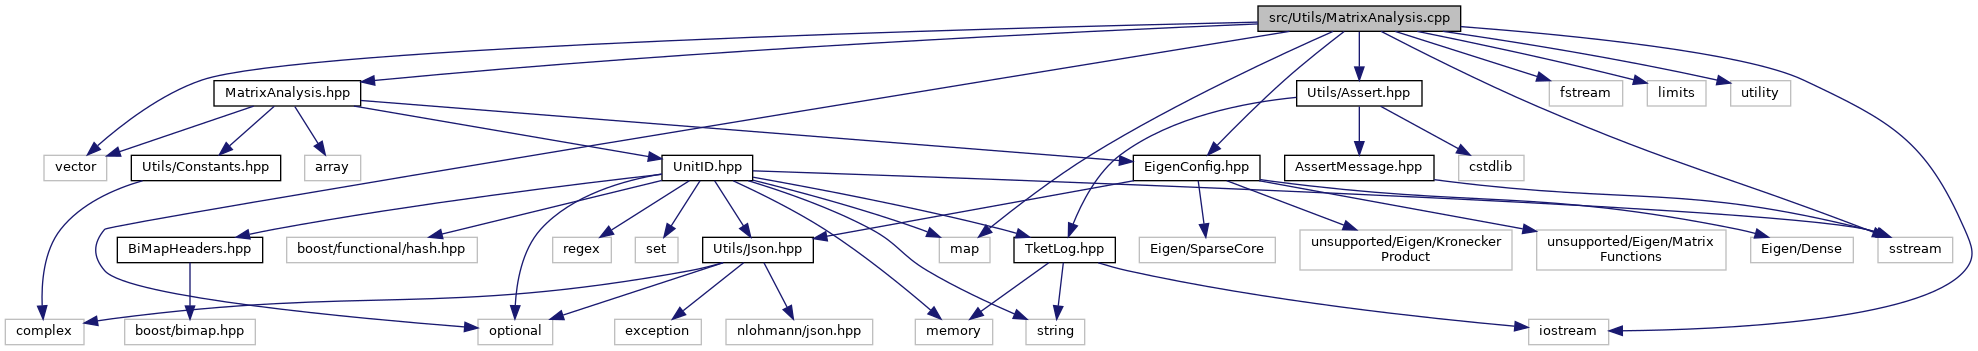 src/Utils/MatrixAnalysis.cpp
MatrixAnalysis.hpp
Utils/Assert.hpp
fstream
limits
utility
vector
Utils/Constants.hpp
array
UnitID.hpp
EigenConfig.hpp
AssertMessage.hpp
cstdlib
BiMapHeaders.hpp
boost/functional/hash.hpp
regex
set
Utils/Json.hpp
map
TketLog.hpp
Eigen/SparseCore
unsupported/Eigen/Kronecker
Product
unsupported/Eigen/Matrix
Functions
Eigen/Dense
sstream
complex
boost/bimap.hpp
optional
exception
nlohmann/json.hpp
memory
string
iostream